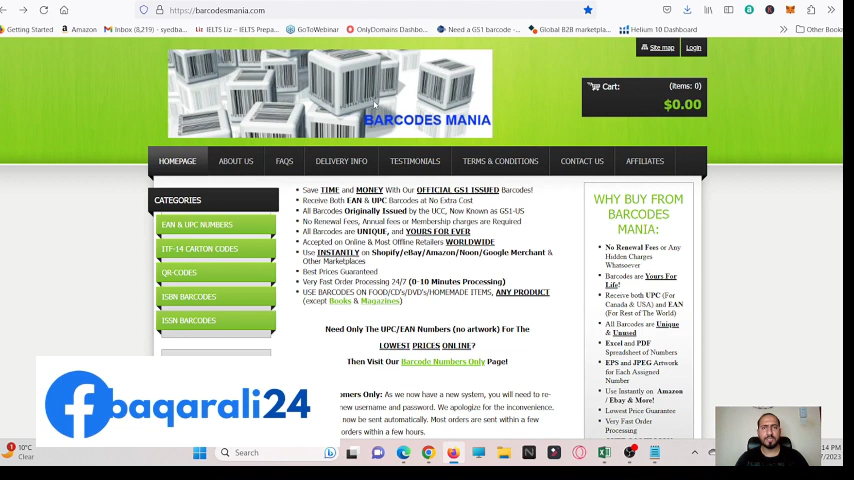 https://barcodesmania.com
Getting Started
Amazon
Inbox (8,219) - syedba...
IELTS Liz – IELTS Prepa...
GoToWebinar
OnlyDomains Dashbo...
Need a GS1 barcode -...
Global B2B marketpla...
Helium 10 Dashboard
Other Book
Site map
Login
BARCODES MANIA
Cart:
(items: 0)
$0.00
HOMEPAGE
ABOUT US
FAQS
DELIVERY INFO
TESTIMONIALS
TERMS & CONDITIONS
CONTACT US
AFFILIATES
CATEGORIES
EAN & UPC NUMBERS
ITF-14 CARTON CODES
QR-CODES
ISBN BARCODES
ISSN BARCODES
Save TIME and MONEY With Our OFFICIAL GS1 ISSUED Barcodes!
Receive Both EAN & UPC Barcodes at No Extra Cost
All Barcodes Originally Issued by the UCC, Now Known as GS1-US
No Renewal Fees, Annual fees or Membership charges are Required
All Barcodes are UNIQUE, and YOURS FOR EVER
Accepted on Online & Most Offline Retailers WORLDWIDE
Use INSTANTLY on Shopify/eBay/Amazon/Noon/Google Merchant &
Other Marketplaces
Best Prices Guaranteed
Very Fast Order Processing 24/7 (0-10 Minutes Processing)
USE BARCODES ON FOOD/CD's/DVD's/HOMEMADE ITEMS, ANY PRODUCT
(except Books & Magazines)
Need Only The UPC/EAN Numbers (no artwork) For The
LOWEST PRICES ONLINE?
Then Visit Our Barcode Numbers Only Page!
omers Only: As we now have a new system, you will need to re-
new username and password. We apologize for the inconvenience.
now be sent automatically. Most orders are sent within a few
orders within a few hours.
WHY BUY FROM
BARCODES
MANIA:
No Renewal Fees or Any
Hidden Charges
Whatsoever
Barcodes are Yours For
Life!
Receive both UPC (For
Canada & USA) and EAN
(For Rest of The World)
All Barcodes are Unique
& Unused
Excel and PDF
Spreadsheet of Numbers
EPS and JPEG Artwork
for Each Assigned
Number
Use Instantly on Amazon
/ Ebay & More!
Lowest Price Guarantee
Very Fast Order
Processing
baqarali24
10°C
Clear
Search